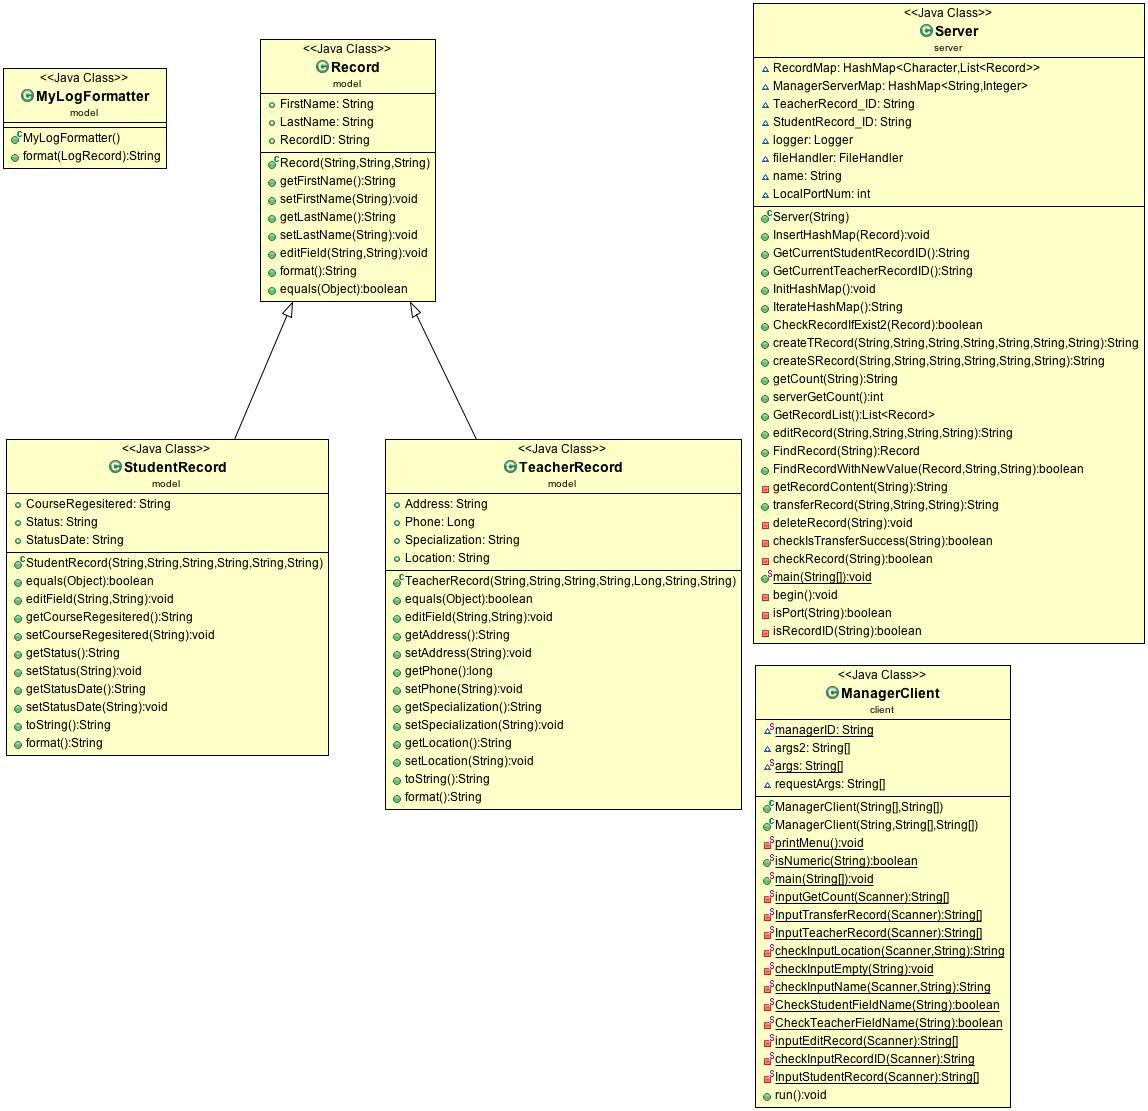 <<Java Class>>
MyLogFormatter
model
MyLogFormatter()
format(LogRecord):String
<<Java Class>>
Record
model
FirstName: String
LastName: String
RecordID: String
Record(String,String,String)
getFirstName():String
setFirstName(String):void
getLastName():String
setLastName(String):void
editField(String,String):void
format():String
equals(Object):boolean
<<Java Class>>
Server
server
RecordMap: HashMap<Character,List<Record>>
ManagerServerMap: HashMap<String,Integer>
TeacherRecord_ID: String
StudentRecord_ID: String
logger: Logger
fileHandler: FileHandler
name: String
LocalPortNum: int
Server(String)
InsertHashMap(Record):void
GetCurrentStudentRecordID():String
GetCurrentTeacherRecordID():String
InitHashMap():void
IterateHashMap():String
CheckRecordIfExist2(Record):boolean
createTRecord(String,String,String,String,String,String,String):String
createSRecord(String,String,String,String,String,String):String
getCount(String):String
serverGetCount():int
GetRecordList():List<Record>
editRecord(String,String,String,String):String
FindRecord(String):Record
FindRecordWithNewValue(Record,String,String):boolean
getRecordContent(String):String
transferRecord(String,String,String):String
deleteRecord(String):void
checkIsTransferSuccess(String):boolean
checkRecord(String):boolean
main(String[]):void
begin():void
isPort(String):boolean
isRecordID(String):boolean
<<Java Class>>
StudentRecord
model
CourseRegesitered: String
Status: String
StatusDate: String
StudentRecord(String,String,String,String,String,String)
equals(Object):boolean
editField(String,String):void
getCourseRegesitered():String
setCourseRegesitered(String):void
getStatus():String
setStatus(String):void
getStatusDate():String
setStatusDate(String):void
toString():String
format():String
<<Java Class>>
TeacherRecord
model
Address: String
Phone: Long
Specialization: String
Location: String
TeacherRecord(String,String,String,String,Long,String,String)
equals(Object):boolean
editField(String,String):void
getAddress():String
setAddress(String):void
getPhone():long
setPhone(String):void
getSpecialization():String
setSpecialization(String):void
getLocation():String
setLocation(String):void
toString():String
format():String
<<Java Class>>
ManagerClient
client
managerID: String
args2: String[]
args: String[]
requestArgs: String[]
ManagerClient(String[],String[])
ManagerClient(String,String[],String[])
printMenu():void
isNumeric(String):boolean
main(String[]):void
inputGetCount(Scanner):String[]
InputTransferRecord(Scanner):String[]
InputTeacherRecord(Scanner):String[]
checkInputLocation(Scanner,String):String
checkInputEmpty(String):void
checkInputName(Scanner,String):String
CheckStudentFieldName(String):boolean
CheckTeacherFieldName(String):boolean
inputEditRecord(Scanner):String[]
checkInputRecordID(Scanner):String
InputStudentRecord(Scanner):String[]
run():void